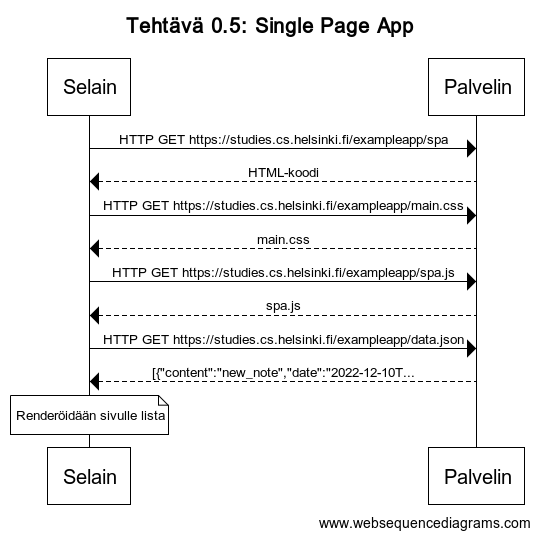 Tehtävä 0.5: Single Page App
Selain
Palvelin
HTTP GET https://studies.cs.helsinki.fi/exampleapp/spa
HTML-koodi
HTTP GET https://studies.cs.helsinki.fi/exampleapp/main.css
main.css
HTTP GET https://studies.cs.helsinki.fi/exampleapp/spa.js
spa.js
HTTP GET https://studies.cs.helsinki.fi/exampleapp/data.json
[{"content":"new_note","date":"2022-12-10T...
Renderöidään sivulle lista
Selain
Palvelin
www.websequencediagrams.com